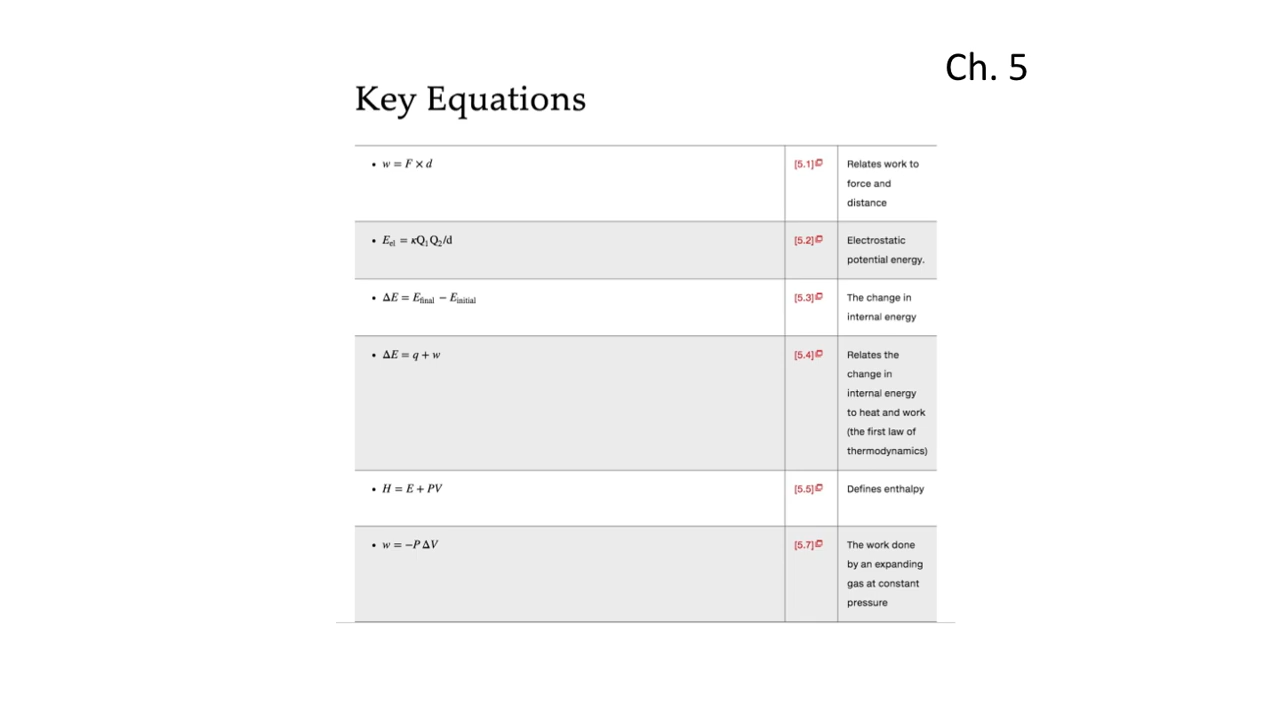 Ch. 5
Key Equations
• w = F × d
[5.1]
Relates work to
force and
distance
• Eel = κQ1Q2/d
[5.2]
Electrostatic
potential energy.
• ΔE = Efinal − Einitial
[5.3]
The change in
internal energy
• ΔE = q + w
[5.4]
Relates the
change in
internal energy
to heat and work
(the first law of
thermodynamics)
• H = E + PV
[5.5]
Defines enthalpy
• w = −P ΔV
[5.7]
The work done
by an expanding
gas at constant
pressure